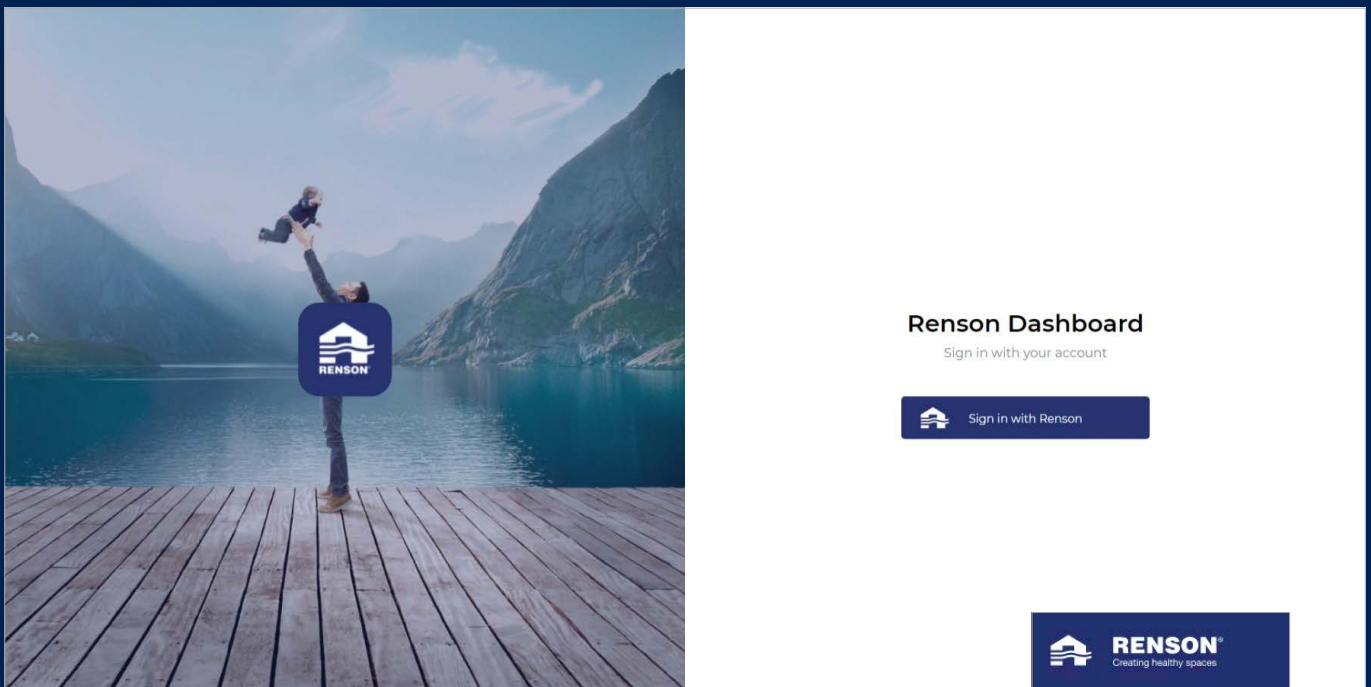 RENSON
Renson Dashboard
Sign in with your account
Sign in with Renson
RENSON®
Creating healthy spaces